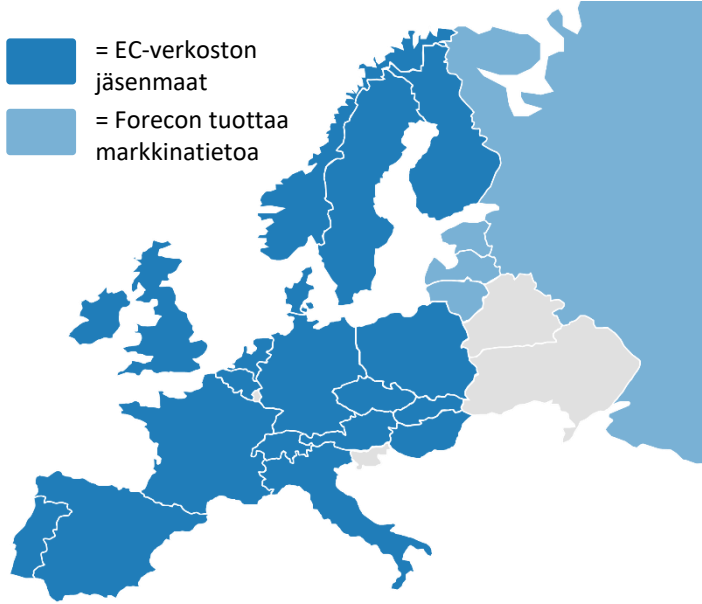 = EC-verkoston
jäsenmaat
= Forecon tuottaa
markkinatietoa